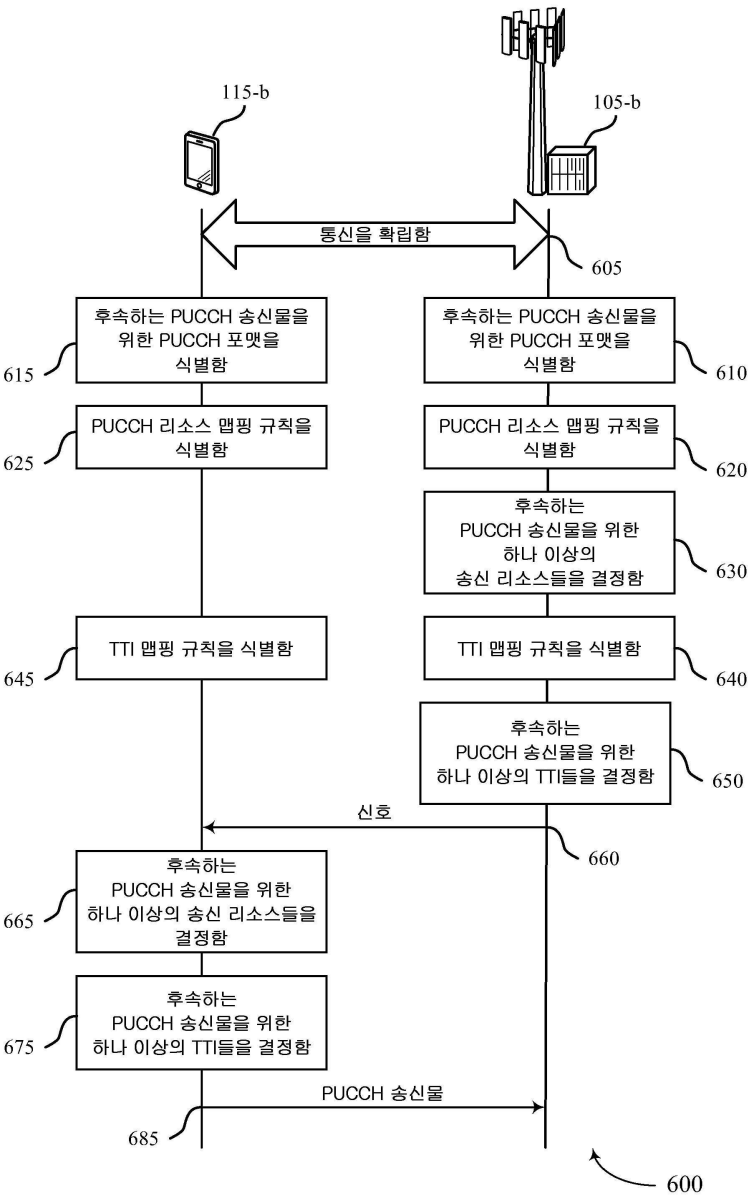 115-b
105-b
통신을 확립함
605
후속하는 PUCCH 송신물을
위한 PUCCH 포맷을
식별함
615
후속하는 PUCCH 송신물을
위한 PUCCH 포맷을
식별함
610
PUCCH 리소스 맵핑 규칙을
식별함
625
PUCCH 리소스 맵핑 규칙을
식별함
620
후속하는
PUCCH 송신물을 위한
하나 이상의
송신 리소스들을 결정함
630
TTI 맵핑 규칙을 식별함
645
TTI 맵핑 규칙을 식별함
640
후속하는
PUCCH 송신물을 위한
하나 이상의 TTI들을 결정함
650
신호
660
후속하는
PUCCH 송신물을 위한
하나 이상의 송신 리소스들을
결정함
665
후속하는
PUCCH 송신물을 위한
하나 이상의 TTI들을 결정함
675
PUCCH 송신물
685
600